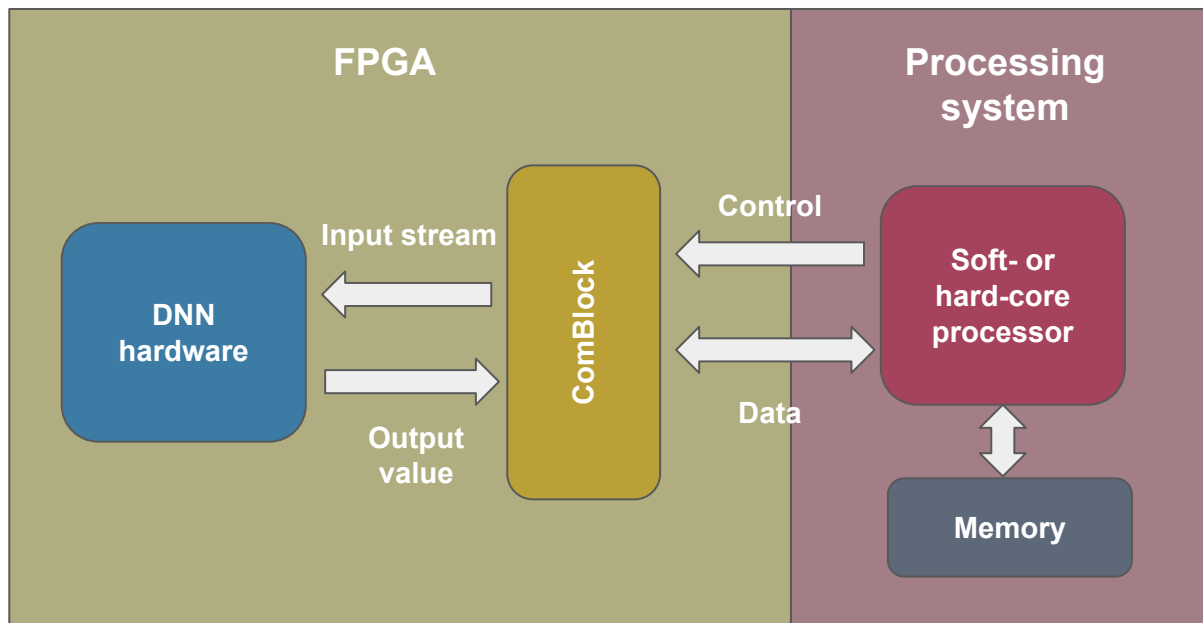 FPGA
Processing
system
DNN
hardware
Input stream
Output
value
ComBlock
Control
Data
Soft- or
hard-core
processor
Memory